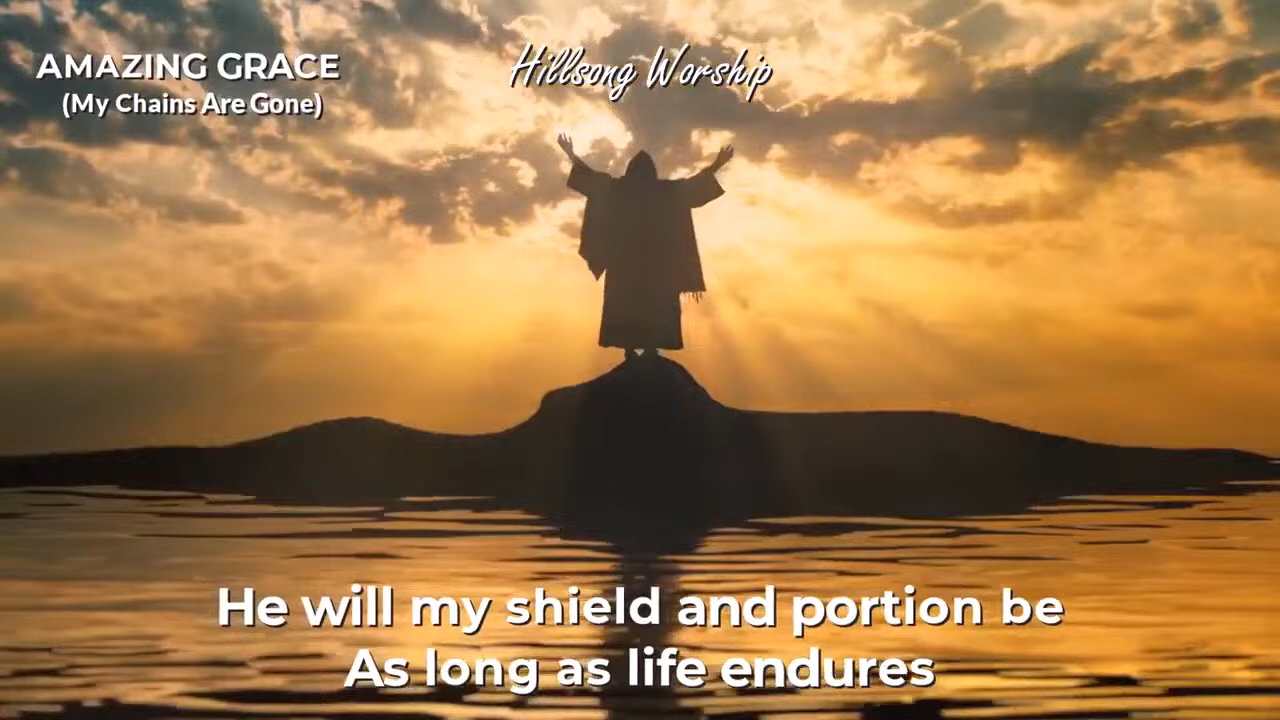 AMAZING GRACE
(My Chains Are Gone)
Hillsong Worship
He will my shield and portion be
As long as life endures